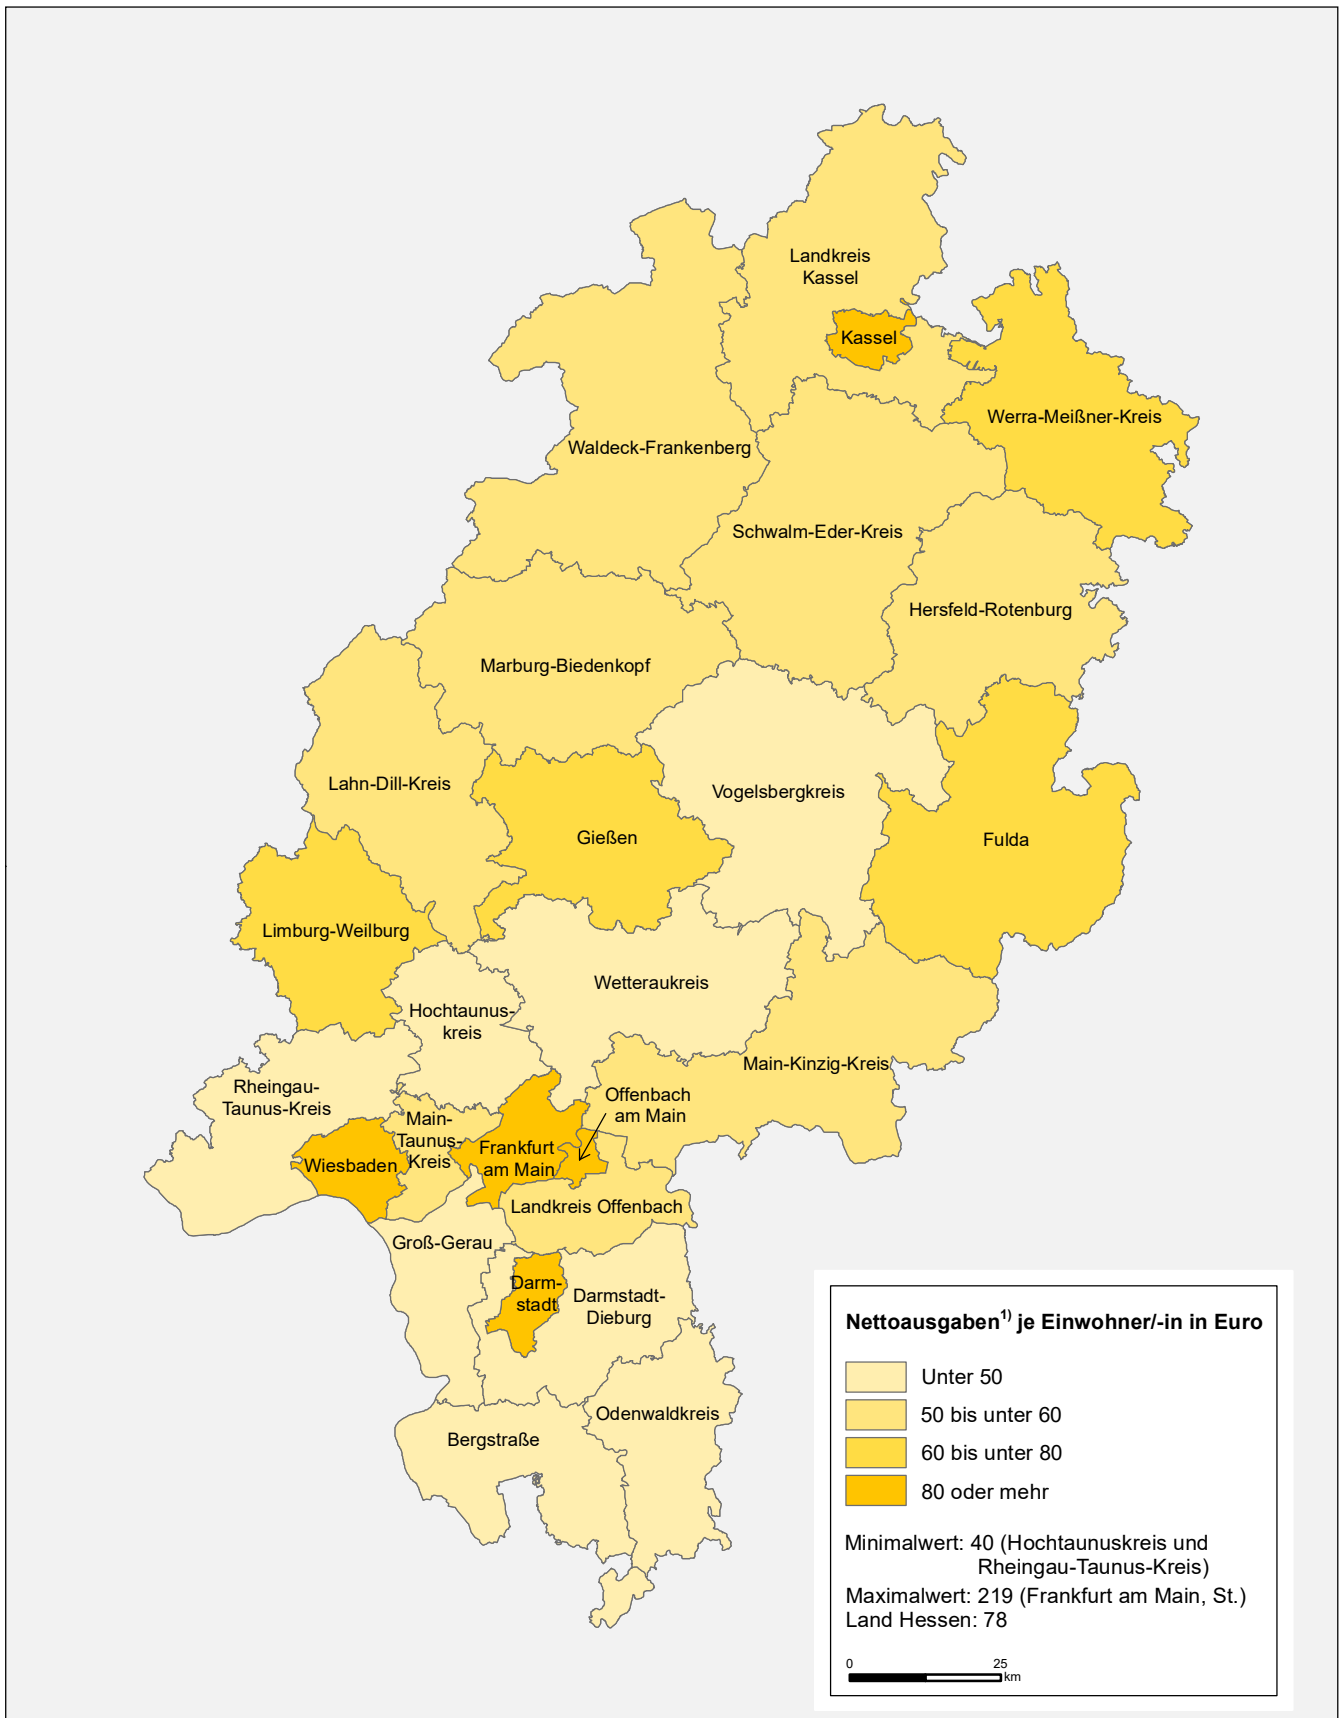 Landkreis
Kassel
Kassel
Werra-Meißner-Kreis
Waldeck-Frankenberg
Schwalm-Eder-Kreis
Hersfeld-Rotenburg
Marburg-Biedenkopf
Lahn-Dill-Kreis
Vogelsbergkreis
Gießen
Fulda
Limburg-Weilburg
Wetteraukreis
Hochtaunus-
kreis
Main-Kinzig-Kreis
Rheingau-
Taunus-Kreis
Offenbach
am Main
Main-
Taunus-
Kreis
Frankfurt
am Main
Wiesbaden
Landkreis Offenbach
Groß-Gerau
Darm-
stadt
Darmstadt-
Dieburg
Odenwaldkreis
Bergstraße
Nettoausgaben¹⁾ je Einwohner/-in in Euro
Unter 50
50 bis unter 60
60 bis unter 80
80 oder mehr
Minimalwert: 40 (Hochtaunuskreis und
Rheingau-Taunus-Kreis)
Maximalwert: 219 (Frankfurt am Main, St.)
Land Hessen: 78
0 25
km